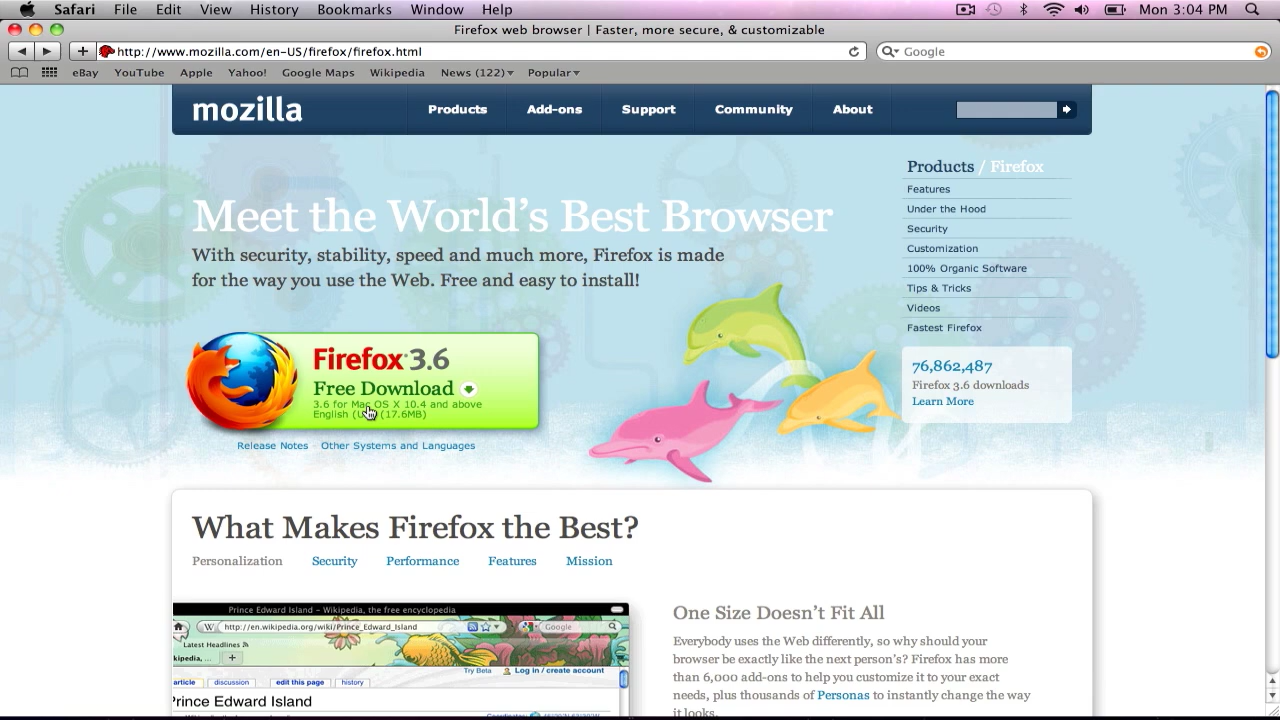 Safari File Edit View History Bookmarks Window Help Mon 3:04 PM
Firefox web browser | Faster, more secure, & customizable
http://www.mozilla.com/en-US/firefox/firefox.html Google
eBay YouTube Apple Yahoo! Google Maps Wikipedia News (122) Popular
mozilla Products Add-ons Support Community About
Products / Firefox
Features
Under the Hood
Security
Customization
100% Organic Software
Tips & Tricks
Videos
Fastest Firefox
76,862,487
Firefox 3.6 downloads
Learn More
Meet the World's Best Browser
With security, stability, speed and much more, Firefox is made
for the way you use the Web. Free and easy to install!
Firefox 3.6
Free Download
3.6 for Mac OS X 10.4 and above
English (17.6MB)
Release Notes - Other Systems and Languages
What Makes Firefox the Best?
Personalization Security Performance Features Mission
Prince Edward Island – Wikipedia, the free encyclopedia
W http://en.wikipedia.org/wiki/Prince_Edward_Island Google
Latest Headlines
kipedia, ...
Try Beta Log in / create account
article discussion edit this page history
Prince Edward Island
One Size Doesn't Fit All
Everybody uses the Web differently, so why should your
browser be exactly like the next person's? Firefox has more
than 6,000 add-ons to help you customize it to your exact
needs, plus thousands of Personas to instantly change the way
it looks.